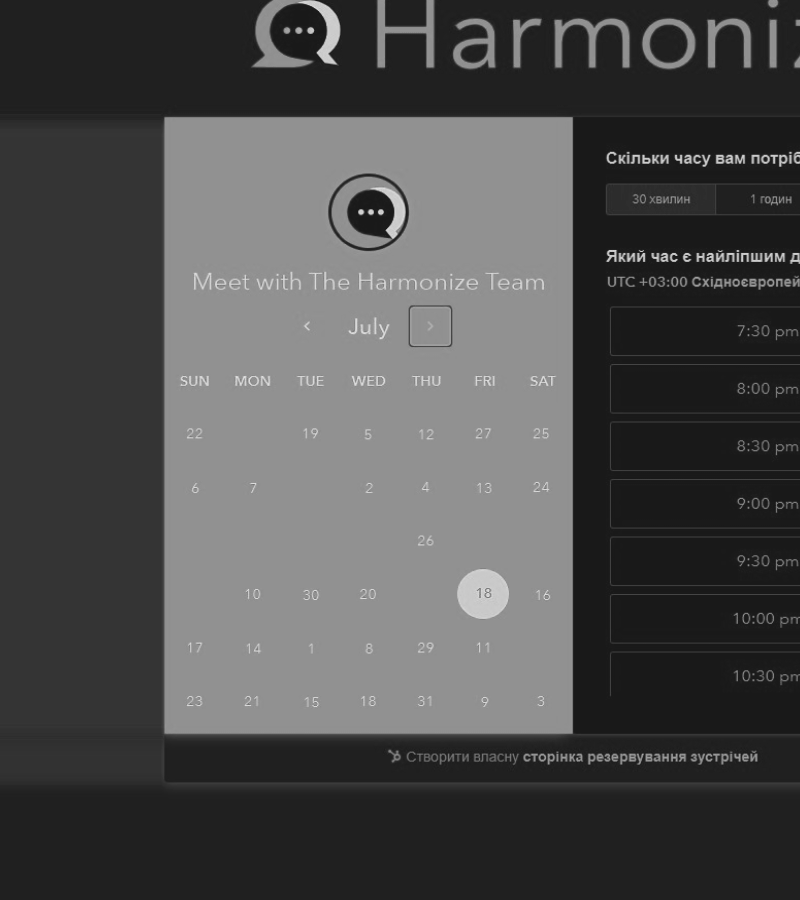 Harmoniz
Meet with The Harmonize Team
July
SUN MON TUE WED THU FRI SAT
22 19 5 12 27 25
6 7 2 4 13 24
26
10 30 20 18 16
17 14 1 8 29 11
23 21 15 18 31 9 3
Скільки часу вам потріб
30 хвилин 1 годин
Який час є найліпшим д
UTC +03:00 Східноєвропей
7:30 pm
8:00 pm
8:30 pm
9:00 pm
9:30 pm
10:00 pm
10:30 pm
Створити власну сторінка резервування зустрічей